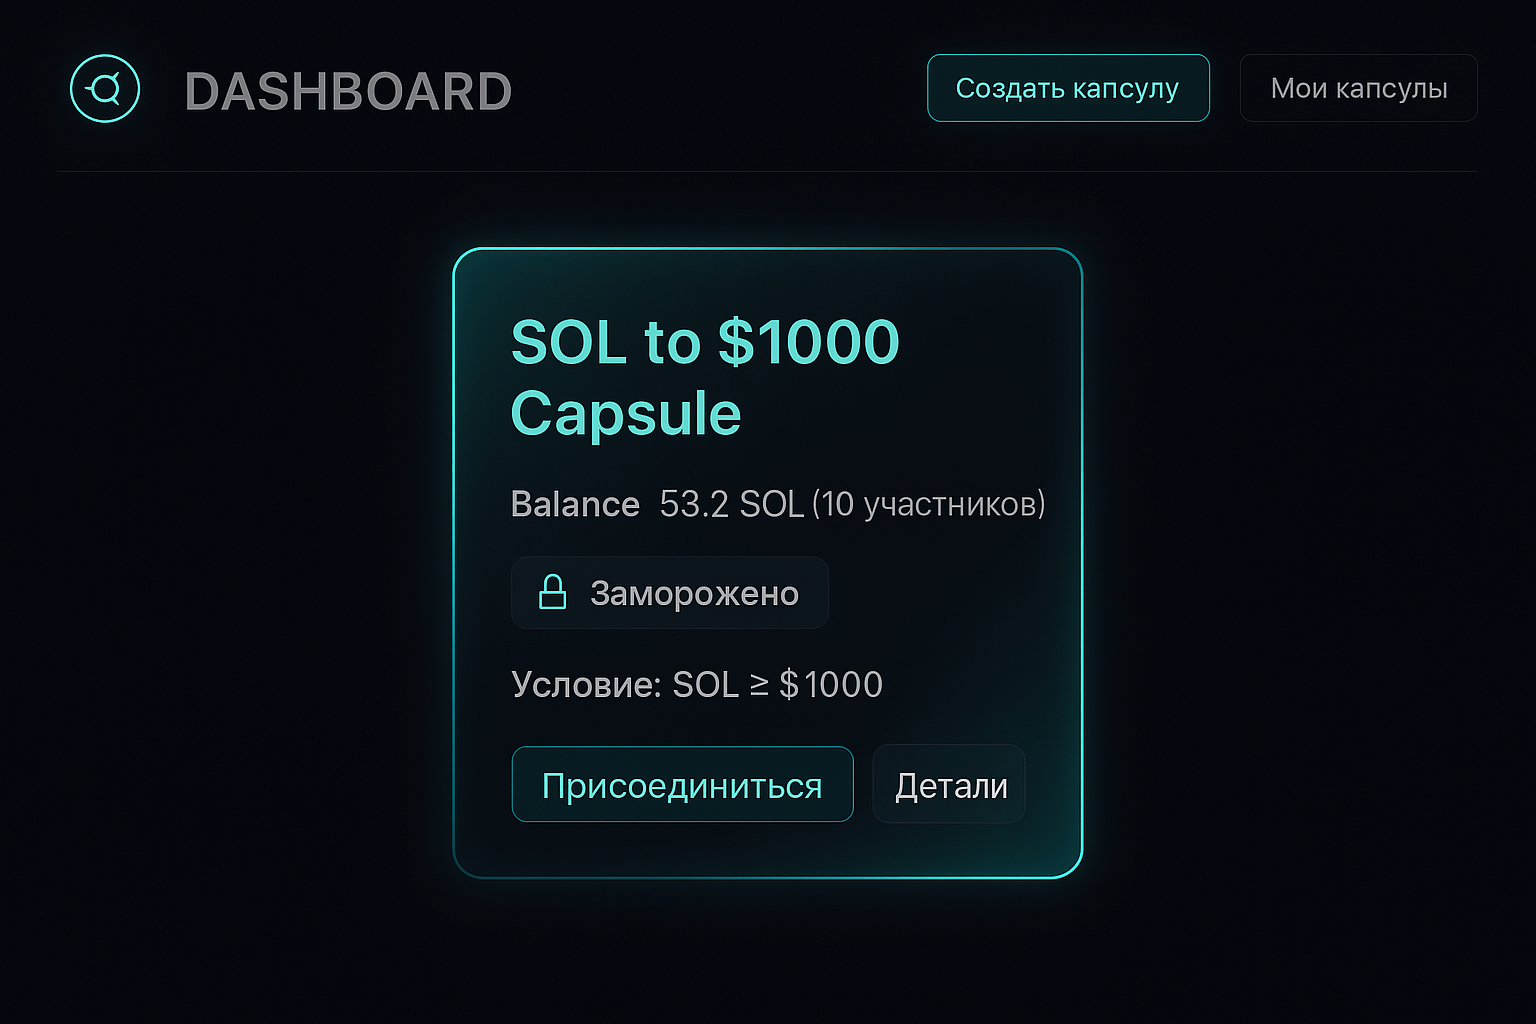 DASHBOARD
Создать капсулу
Мои капсулы
SOL to $1000
Capsule
Balance 53.2 SOL (10 участников)
Заморожено
Условие: SOL ≥ $1000
Присоединиться
Детали